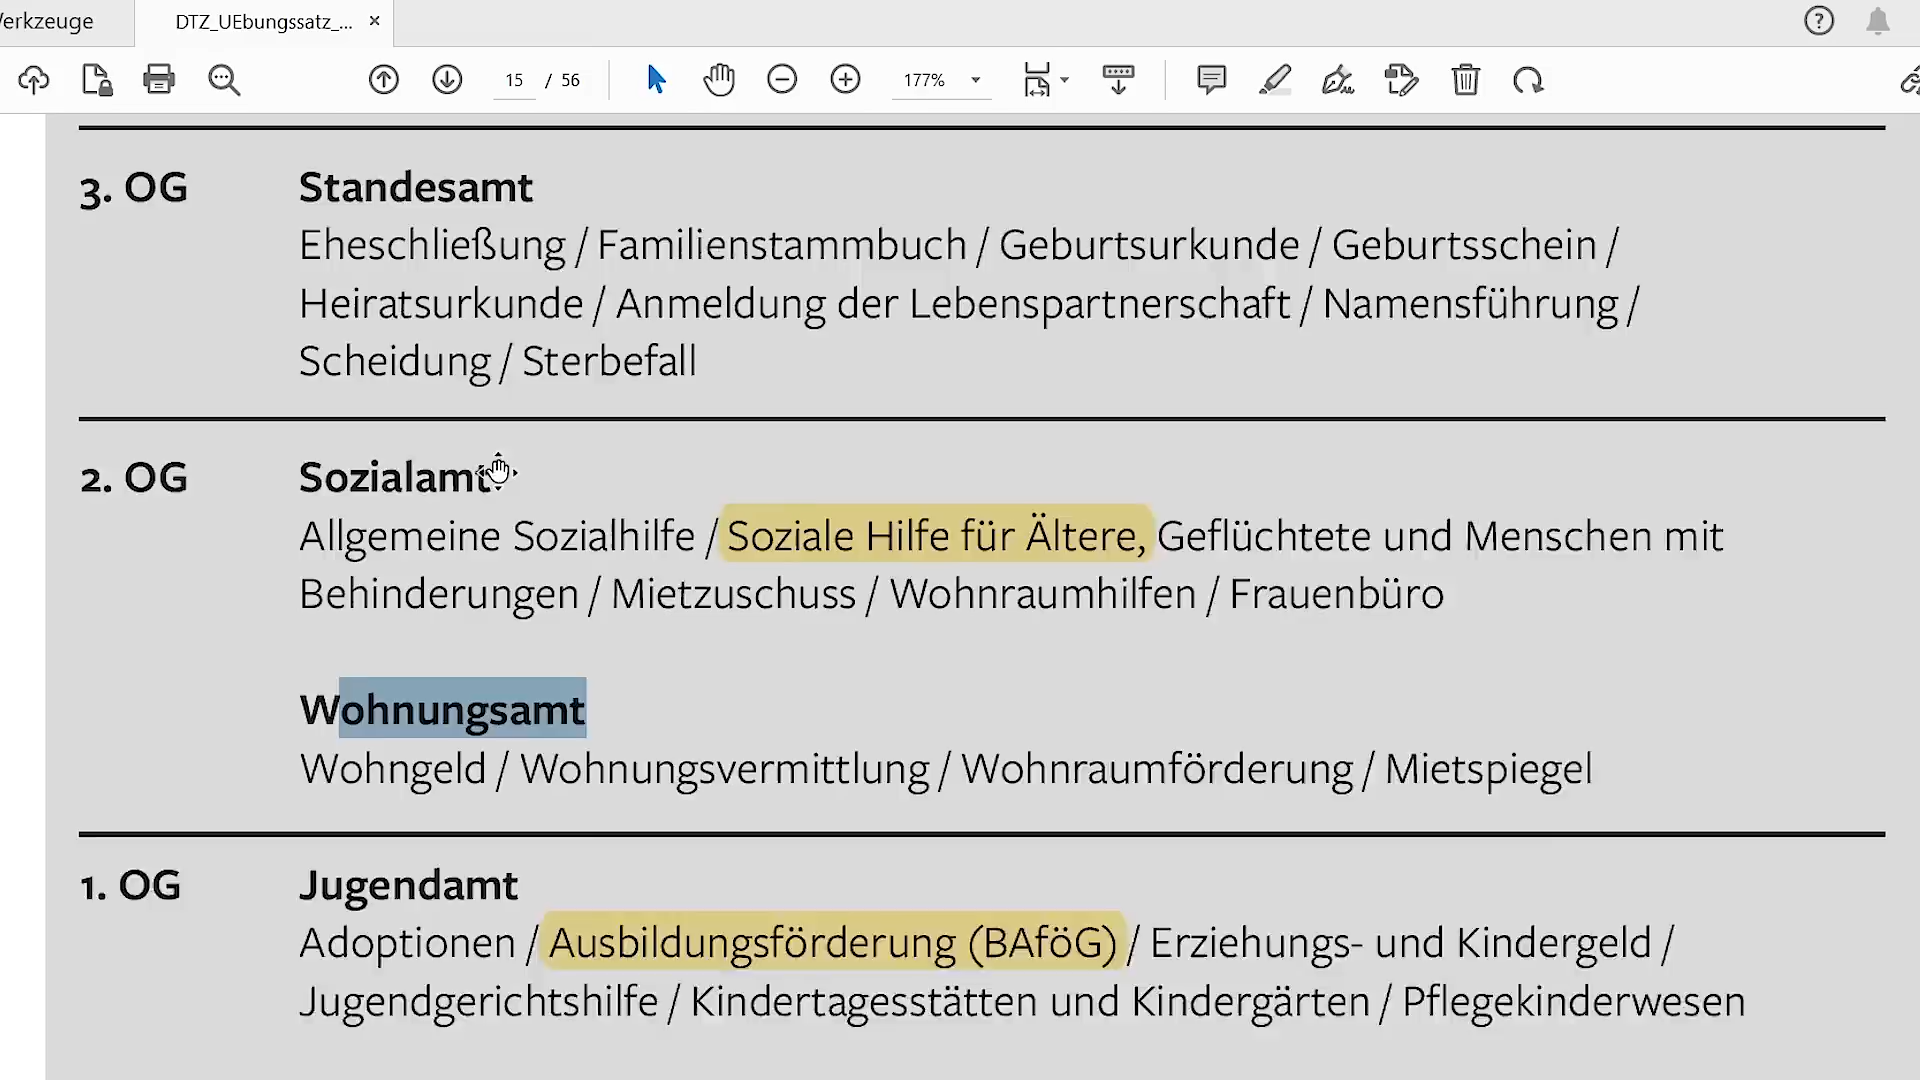 erkzeuge
DTZ_UEbungssatz_... ×
15 / 56 177%
3. OG Standesamt
Eheschließung / Familienstammbuch / Geburtsurkunde / Geburtsschein /
Heiratsurkunde / Anmeldung der Lebenspartnerschaft / Namensführung /
Scheidung / Sterbefall
2. OG Sozialamt
Allgemeine Sozialhilfe / Soziale Hilfe für Ältere, Geflüchtete und Menschen mit
Behinderungen / Mietzuschuss / Wohnraumhilfen / Frauenbüro
Wohnungsamt
Wohngeld / Wohnungsvermittlung / Wohnraumförderung / Mietspiegel
1. OG Jugendamt
Adoptionen / Ausbildungsförderung (BAföG) / Erziehungs- und Kindergeld /
Jugendgerichtshilfe / Kindertagesstätten und Kindergärten / Pflegekinderwesen